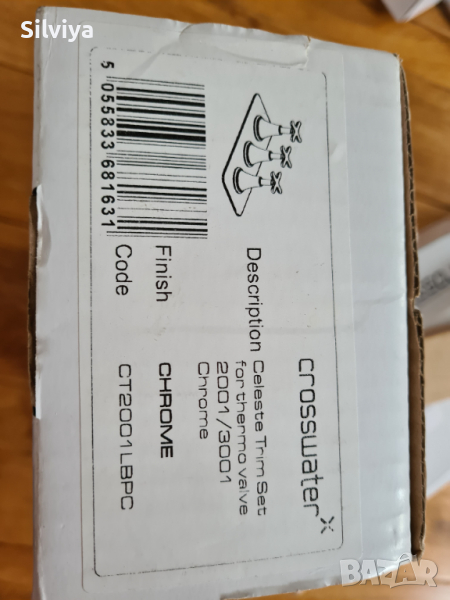 Silviya
crosswater
Description Celeste Trim Set
for thermo valve
2001/3001
Chrome
Finish CHROME
Code CT2001LBPC
5 055833 681631
BAZAR